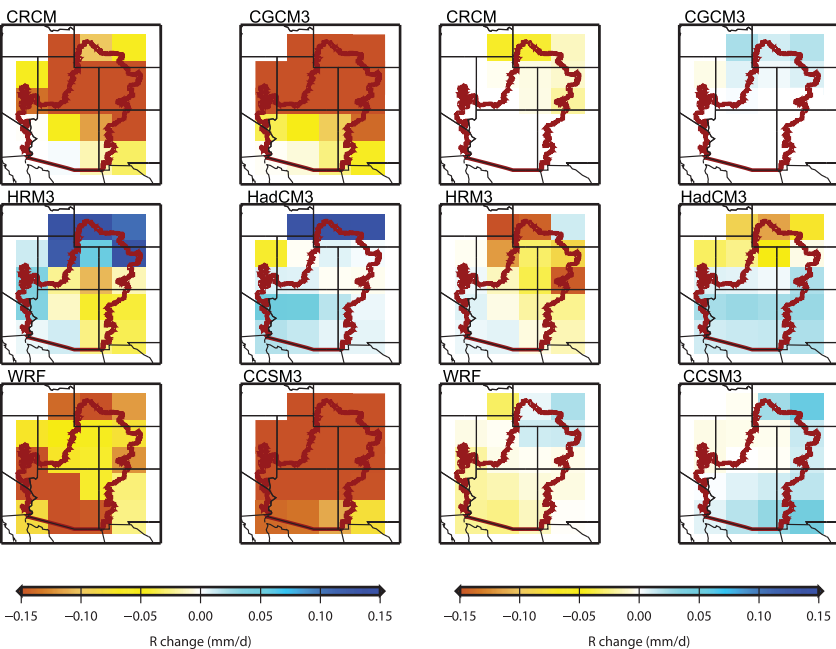 CRCM CGCM3 CRCM CGCM3
HRM3 HadCM3 HRM3 HadCM3
WRF CCSM3 WRF CCSM3
−0.15 −0.10 −0.05 0.00 0.05 0.10 0.15 −0.15 −0.10 −0.05 0.00 0.05 0.10 0.15
R change (mm/d) R change (mm/d)